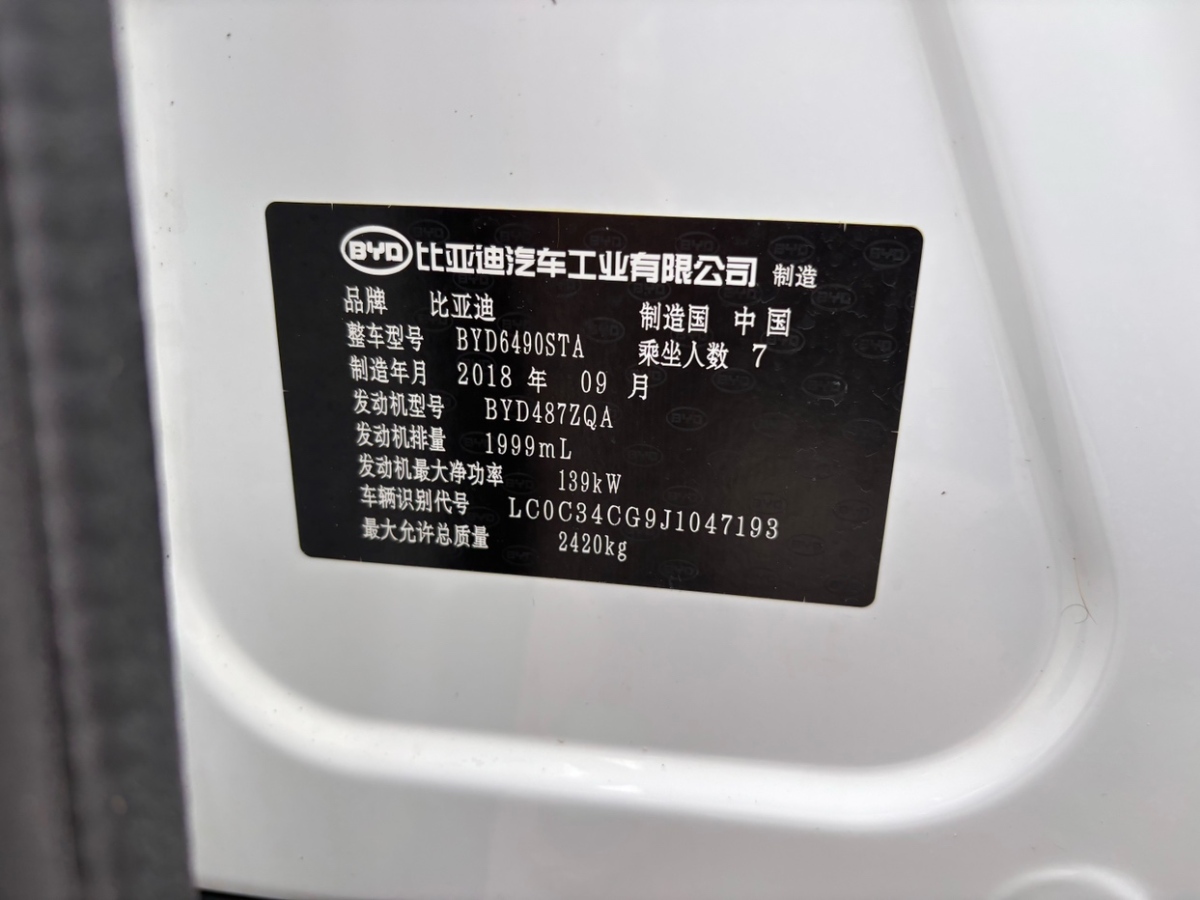 BYD 比亚迪汽车工业有限公司 制造
品牌 比亚迪 制造国 中国
整车型号 BYD6490STA 乘坐人数 7
制造年月 2018 年 09 月
发动机型号 BYD487ZQA
发动机排量 1999mL
发动机最大净功率 139kW
车辆识别代号 LC0C34CG9J1047193
最大允许总质量 2420kg